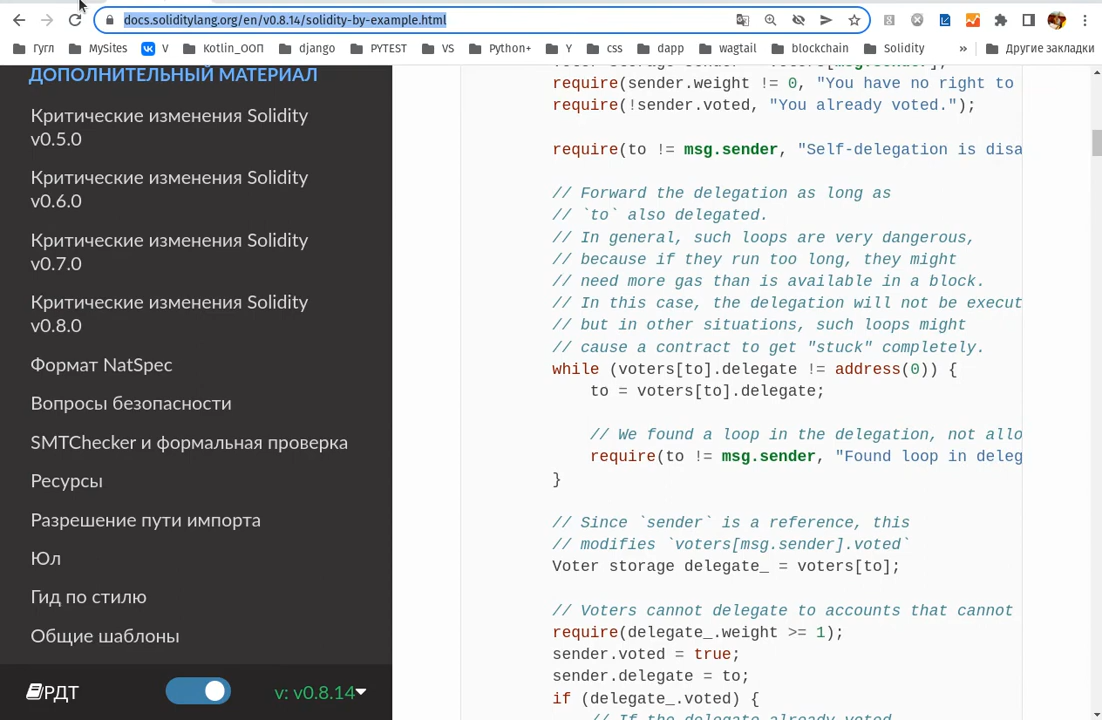 docs.soliditylang.org/en/v0.8.14/solidity-by-example.html
Гугл MySites V Kotlin_ООП django PYTEST VS Python+ Y css dapp wagtail blockchain Solidity » Другие закладки
ДОПОЛНИТЕЛЬНЫЙ МАТЕРИАЛ
Критические изменения Solidity
v0.5.0
Критические изменения Solidity
v0.6.0
Критические изменения Solidity
v0.7.0
Критические изменения Solidity
v0.8.0
Формат NatSpec
Вопросы безопасности
SMTChecker и формальная проверка
Ресурсы
Разрешение пути импорта
Юл
Гид по стилю
Общие шаблоны
РДТ v: v0.8.14
require(sender.weight != 0, "You have no right to
require(!sender.voted, "You already voted.");
require(to != msg.sender, "Self-delegation is disa
// Forward the delegation as long as
// `to` also delegated.
// In general, such loops are very dangerous,
// because if they run too long, they might
// need more gas than is available in a block.
// In this case, the delegation will not be execut
// but in other situations, such loops might
// cause a contract to get "stuck" completely.
while (voters[to].delegate != address(0)) {
to = voters[to].delegate;
// We found a loop in the delegation, not allo
require(to != msg.sender, "Found loop in deleg
}
// Since `sender` is a reference, this
// modifies `voters[msg.sender].voted`
Voter storage delegate_ = voters[to];
// Voters cannot delegate to accounts that cannot
require(delegate_.weight >= 1);
sender.voted = true;
sender.delegate = to;
if (delegate_.voted) {
// If the delegate already voted